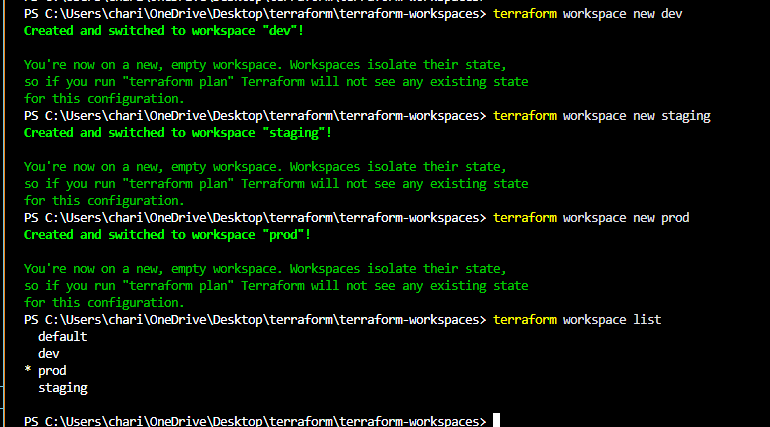 PS C:\Users\chari\OneDrive\Desktop\terraform\terraform-workspaces> terraform workspace new dev
Created and switched to workspace "dev"!

You're now on a new, empty workspace. Workspaces isolate their state,
so if you run "terraform plan" Terraform will not see any existing state
for this configuration.
PS C:\Users\chari\OneDrive\Desktop\terraform\terraform-workspaces> terraform workspace new staging
Created and switched to workspace "staging"!

You're now on a new, empty workspace. Workspaces isolate their state,
so if you run "terraform plan" Terraform will not see any existing state
for this configuration.
PS C:\Users\chari\OneDrive\Desktop\terraform\terraform-workspaces> terraform workspace new prod
Created and switched to workspace "prod"!

You're now on a new, empty workspace. Workspaces isolate their state,
so if you run "terraform plan" Terraform will not see any existing state
for this configuration.
PS C:\Users\chari\OneDrive\Desktop\terraform\terraform-workspaces> terraform workspace list
  default
  dev
* prod
  staging

PS C:\Users\chari\OneDrive\Desktop\terraform\terraform-workspaces>